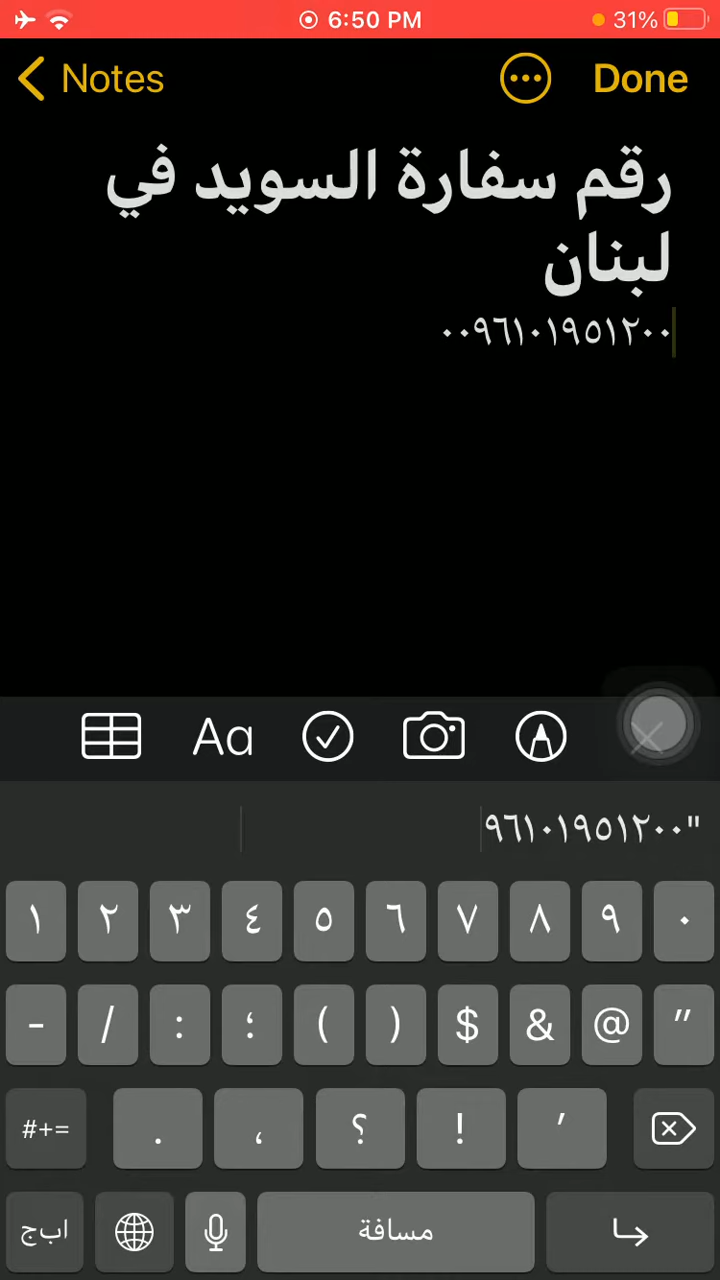 6:50 PM
31%
Notes
Done
رقم سفارة السويد في
لبنان
٠٠٩٦١٠١٩٥١٢٠٠
Aa
٩٦١٠١٩٥١٢٠٠"
١ ٢ ٣ ٤ ٥ ٦ ٧ ٨ ٩ ٠
- / : ؛ ( ) $ & @ ”
#+= . ، ؟ ! ’
ابج مسافة